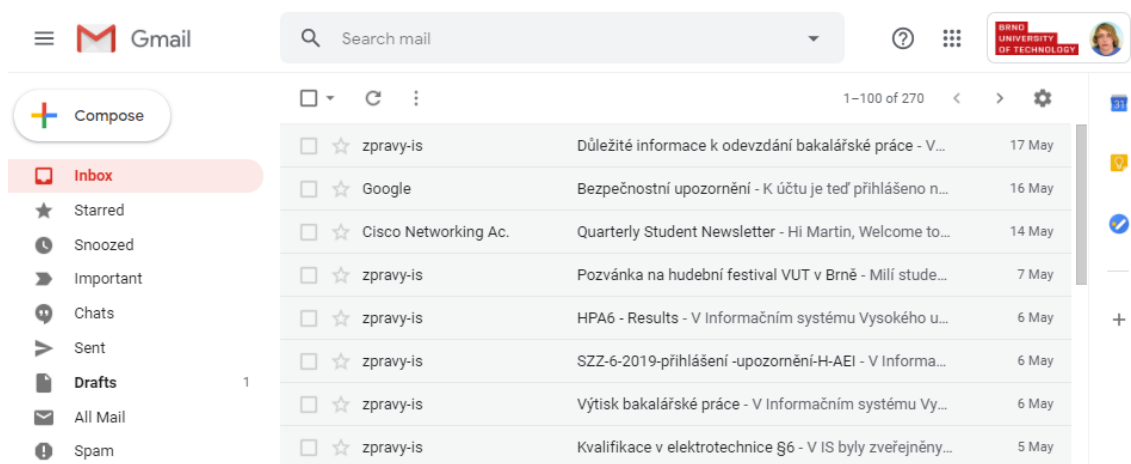 Gmail
Search mail
BRNO
UNIVERSITY
OF TECHNOLOGY
Compose
1–100 of 270
31
Inbox
Starred
Snoozed
Important
Chats
Sent
Drafts 1
All Mail
Spam
zpravy-is Důležité informace k odevzdání bakalářské práce - V... 17 May
Google Bezpečnostní upozornění - K účtu je teď přihlášeno n... 16 May
Cisco Networking Ac. Quarterly Student Newsletter - Hi Martin, Welcome to... 14 May
zpravy-is Pozvánka na hudební festival VUT v Brně - Milí stude... 7 May
zpravy-is HPA6 - Results - V Informačním systému Vysokého u... 6 May
zpravy-is SZZ-6-2019-přihlášení -upozornění-H-AEI - V Informa... 6 May
zpravy-is Výtisk bakalářské práce - V Informačním systému Vy... 6 May
zpravy-is Kvalifikace v elektrotechnice §6 - V IS byly zveřejněny... 5 May